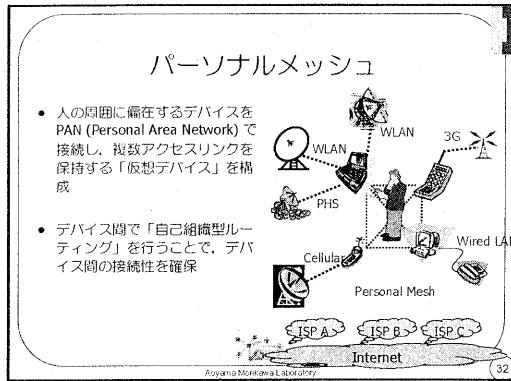 パーソナルメッシュ
• 人の周囲に偏在するデバイスを
PAN (Personal Area Network) で
接続し、複数アクセスリンクを
保持する「仮想デバイス」を構
成
• デバイス間で「自己組織型ルー
ティング」を行うことで、デバ
イス間の接続性を確保
WLAN
WLAN
3G
PHS
Cellular
Wired LAN
Personal Mesh
ISP A
ISP B
ISP C
Internet
Aoyama Morikawa Laboratory
32